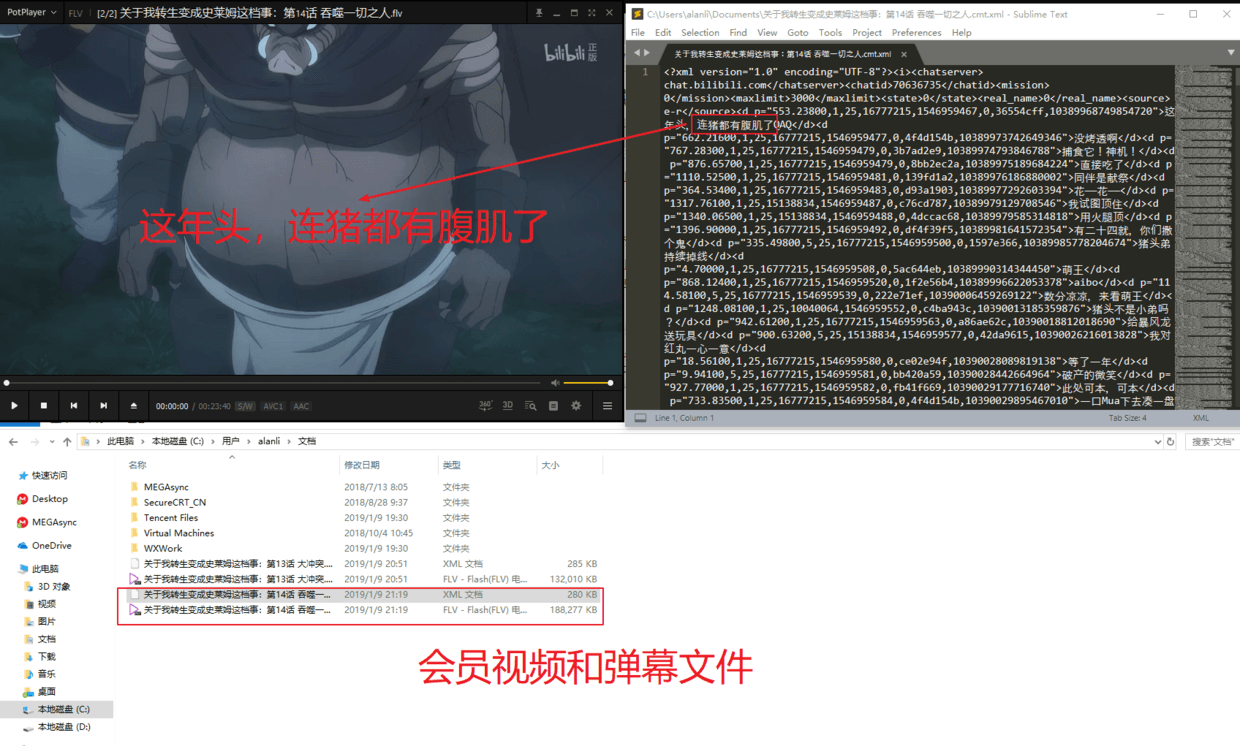 PotPlayer FLV [2/2] 关于我转生变成史莱姆这档事：第14话 吞噬一切之人.flv
bilibili 正版
这年头，连猪都有腹肌了
00:00:00 / 00:23:40 S/W AVC1 AAC
360° 3D
C:\Users\alanli\Documents\关于我转生变成史莱姆这档事：第14话 吞噬一切之人.cmt.xml - Sublime Text
File Edit Selection Find View Goto Tools Project Preferences Help
关于我转生变成史莱姆这档事：第14话 吞噬一切之人.cmt.xml
1 <?xml version="1.0" encoding="UTF-8"?><i><chatserver>
chat.bilibili.com</chatserver><chatid>70636735</chatid><mission>
0</mission><maxlimit>3000</maxlimit><state>0</state><real_name>0</real_name><source>
e-r</source><d p="553.23800,1,25,16777215,1546959467,0,36554cff,10389968749854720">这
年头，连猪都有腹肌了QAQ</d><d
p="662.21600,1,25,16777215,1546959477,0,4f4d154b,10389973742649346">没烤透啊</d><d p=
"767.28300,1,25,16777215,1546959479,0,3b7ad2e9,10389974793846788">捕食它！神机！</d><d
p="876.65700,1,25,16777215,1546959479,0,8bb2ec2a,10389975189684224">直接吃了</d><d p=
"1110.52500,1,25,16777215,1546959481,0,139fd1a2,10389976186880002">同伴是献祭</d><d
p="364.53400,1,25,16777215,1546959483,0,d93a1903,10389977292603394">花一花一</d><d p=
"1317.76100,1,25,15138834,1546959487,0,c76cd787,10389979129708546">我试图顶住</d><d
p="1340.06500,1,25,15138834,1546959488,0,4dccac68,10389979585314818">用火腿顶</d><d p=
"1396.90000,1,25,16777215,1546959492,0,df4f39f5,10389981641572354">有二十四就，你们撒
个鬼</d><d p="335.49800,5,25,16777215,1546959500,0,1597e366,10389985778204674">猪头弟
持续掉线</d><d
p="4.70000,1,25,16777215,1546959508,0,5ac644eb,10389990314344450">萌王</d><d p=
"868.12400,1,25,16777215,1546959520,0,1f2e56b4,10389996622053378">aibo</d><d p="11
4.58100,5,25,16777215,1546959539,0,222e71ef,10390006459269122">数分凉凉，来看萌王</d><
d p="1248.08100,1,25,10040064,1546959552,0,c4ba943c,10390013185359876">猪头不是小弟吗
？</d><d p="942.61200,1,25,16777215,1546959563,0,a86ae62c,10390018812018690">给暴风龙
送玩具</d><d p="900.63200,5,25,15138834,1546959577,0,42da9615,10390026216013828">我对
红丸一心一意</d><d
p="18.56100,1,25,16777215,1546959580,0,ce02e94f,10390028089819138">等了一年</d><d
p="9.94100,5,25,16777215,1546959581,0,bb420a59,10390028442664964">破产的微笑</d><d p=
"927.77000,1,25,16777215,1546959582,0,fb41f669,10390029177716740">此处可本，可本</d><d
p="733.83500,1,25,16777215,1546959584,0,4f4d154b,10390029895467010">一口Mua下去凑一盘
Line 1, Column 1 Tab Size: 4 XML
此电脑 › 本地磁盘 (C:) › 用户 › alanli › 文档 搜索"文档"
名称 修改日期 类型 大小
快速访问
Desktop
MEGAsync
OneDrive
此电脑
3D 对象
视频
图片
文档
下载
音乐
桌面
本地磁盘 (C:)
本地磁盘 (D:)
MEGAsync 2018/7/13 8:05 文件夹
SecureCRT_CN 2018/8/28 9:37 文件夹
Tencent Files 2019/1/9 19:30 文件夹
Virtual Machines 2018/10/4 10:45 文件夹
WXWork 2019/1/9 19:30 文件夹
关于我转生变成史莱姆这档事：第13话 大冲突.... 2019/1/9 20:51 XML 文档 285 KB
关于我转生变成史莱姆这档事：第13话 大冲突.... 2019/1/9 20:51 FLV - Flash(FLV) 电... 132,010 KB
关于我转生变成史莱姆这档事：第14话 吞噬一... 2019/1/9 21:19 XML 文档 280 KB
关于我转生变成史莱姆这档事：第14话 吞噬一... 2019/1/9 21:19 FLV - Flash(FLV) 电... 188,277 KB
会员视频和弹幕文件